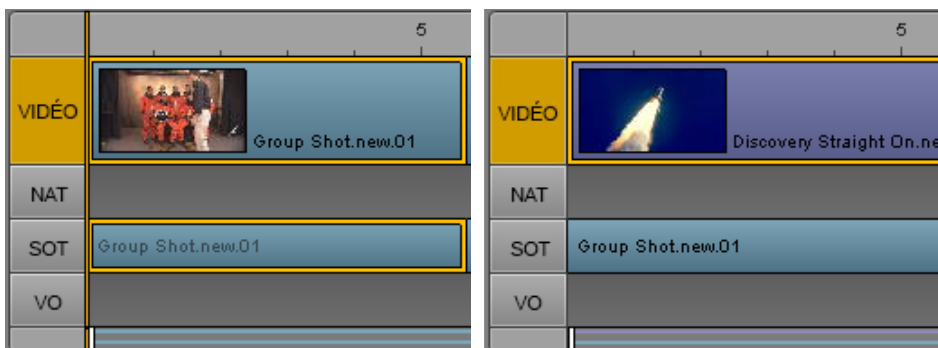 5
VIDÉO
Group Shot.new.01
NAT
SOT
Group Shot.new.01
VO
5
VIDÉO
Discovery Straight On.ne
NAT
SOT
Group Shot.new.01
VO